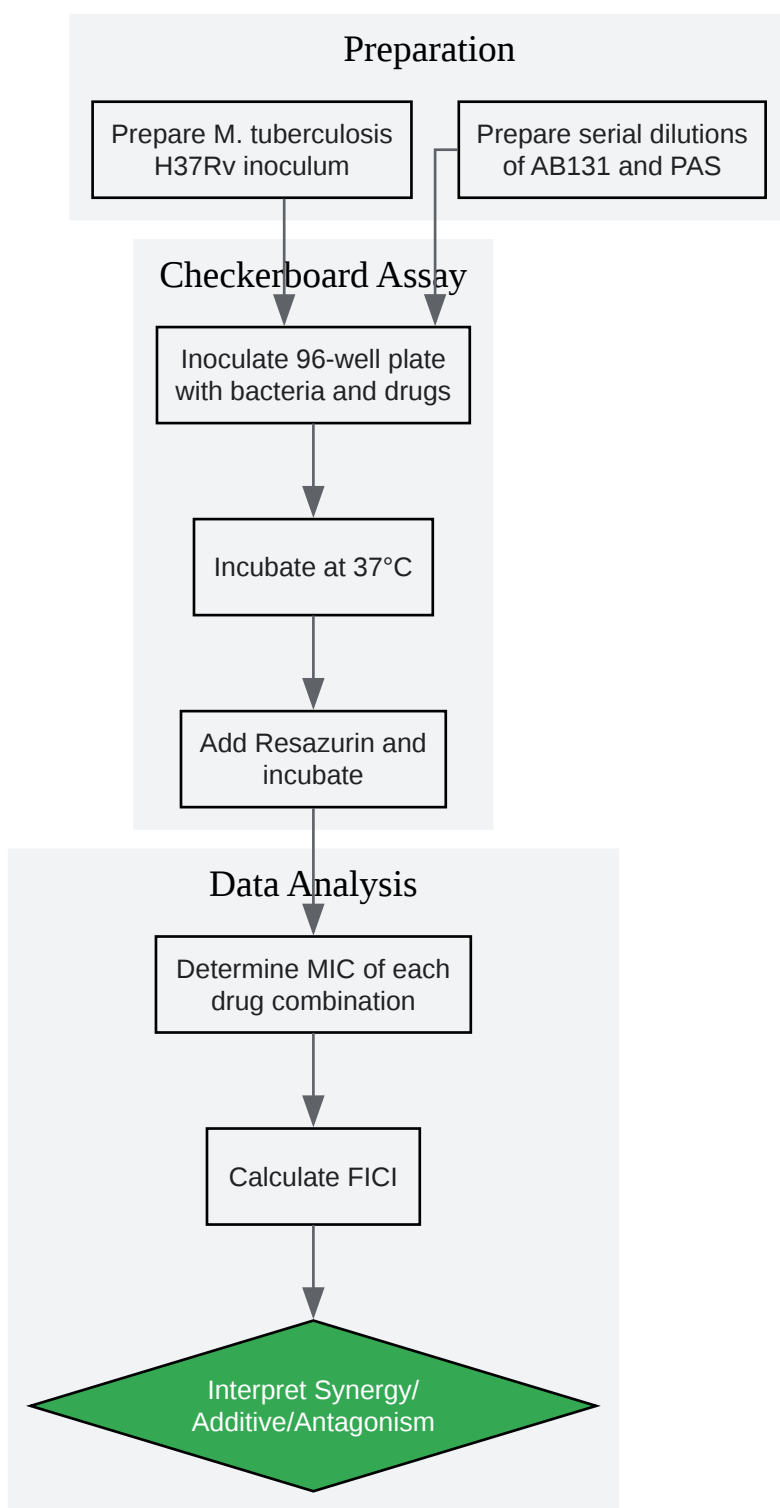 Preparation
Prepare M. tuberculosis
H37Rv inoculum
Prepare serial dilutions
of AB131 and PAS
Checkerboard Assay
Inoculate 96-well plate
with bacteria and drugs
Incubate at 37°C
Add Resazurin and
incubate
Data Analysis
Determine MIC of each
drug combination
Calculate FICI
Interpret Synergy/
Additive/Antagonism